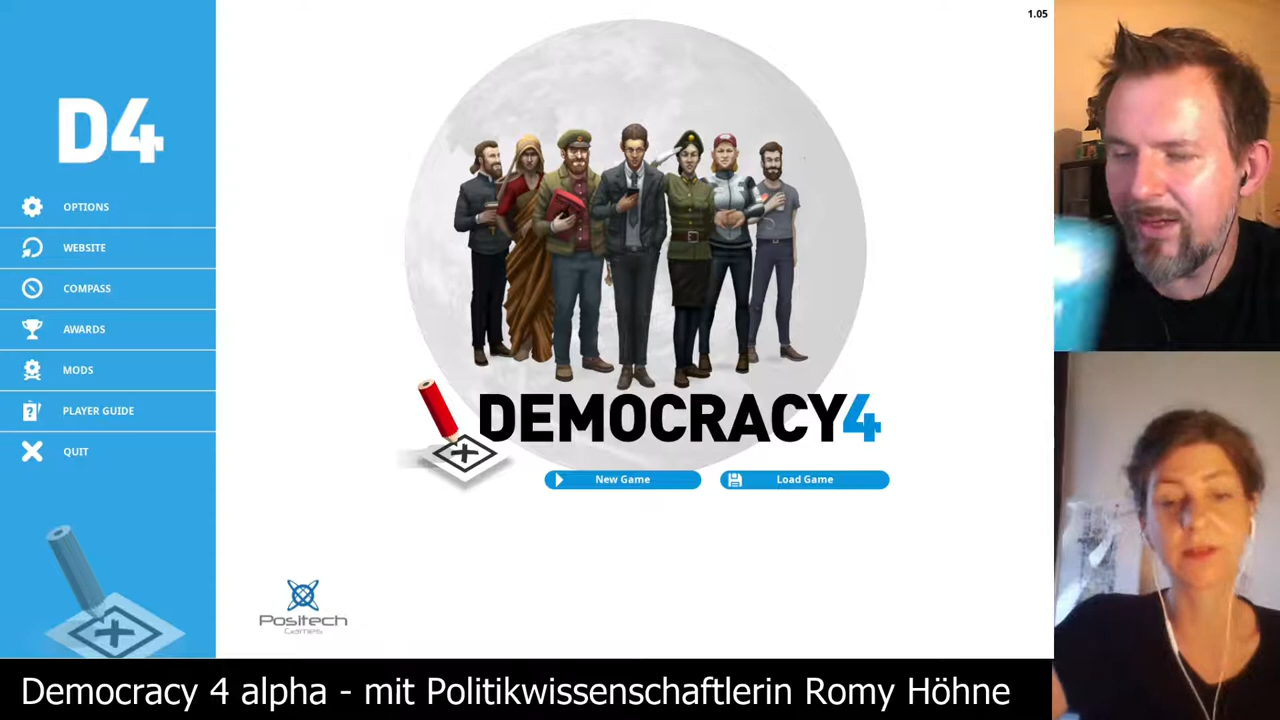 1.05
D4
OPTIONS
WEBSITE
COMPASS
AWARDS
MODS
PLAYER GUIDE
QUIT
DEMOCRACY4
New Game
Load Game
Positech
Games
Democracy 4 alpha - mit Politikwissenschaftlerin Romy Höhne